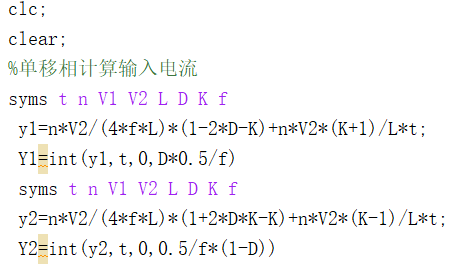 clc;
clear;
%单移相计算输入电流
syms t n V1 V2 L D K f
y1=n*V2/(4*f*L)*(1-2*D-K)+n*V2*(K+1)/L*t;
Y1=int(y1,t,0,D*0.5/f)
syms t n V1 V2 L D K f
y2=n*V2/(4*f*L)*(1+2*D*K-K)+n*V2*(K-1)/L*t;
Y2=int(y2,t,0,0.5/f*(1-D))